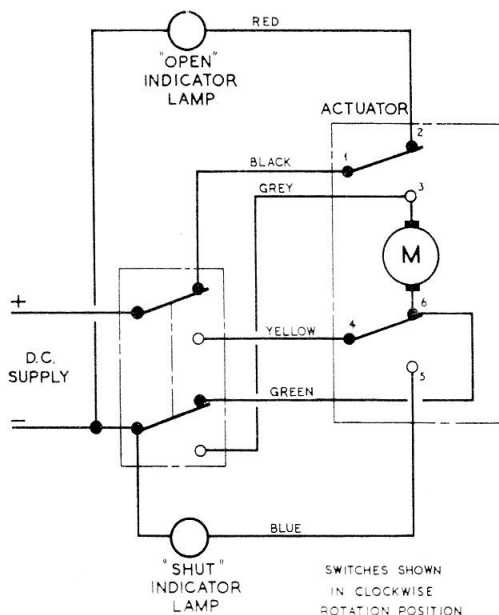 RED
"OPEN"
INDICATOR
LAMP
ACTUATOR
2
1
BLACK
GREY
3
M
+
6
YELLOW
4
D.C.
SUPPLY
5
GREEN
−
BLUE
"SHUT"
INDICATOR
LAMP
SWITCHES SHOWN
IN CLOCKWISE
ROTATION POSITION